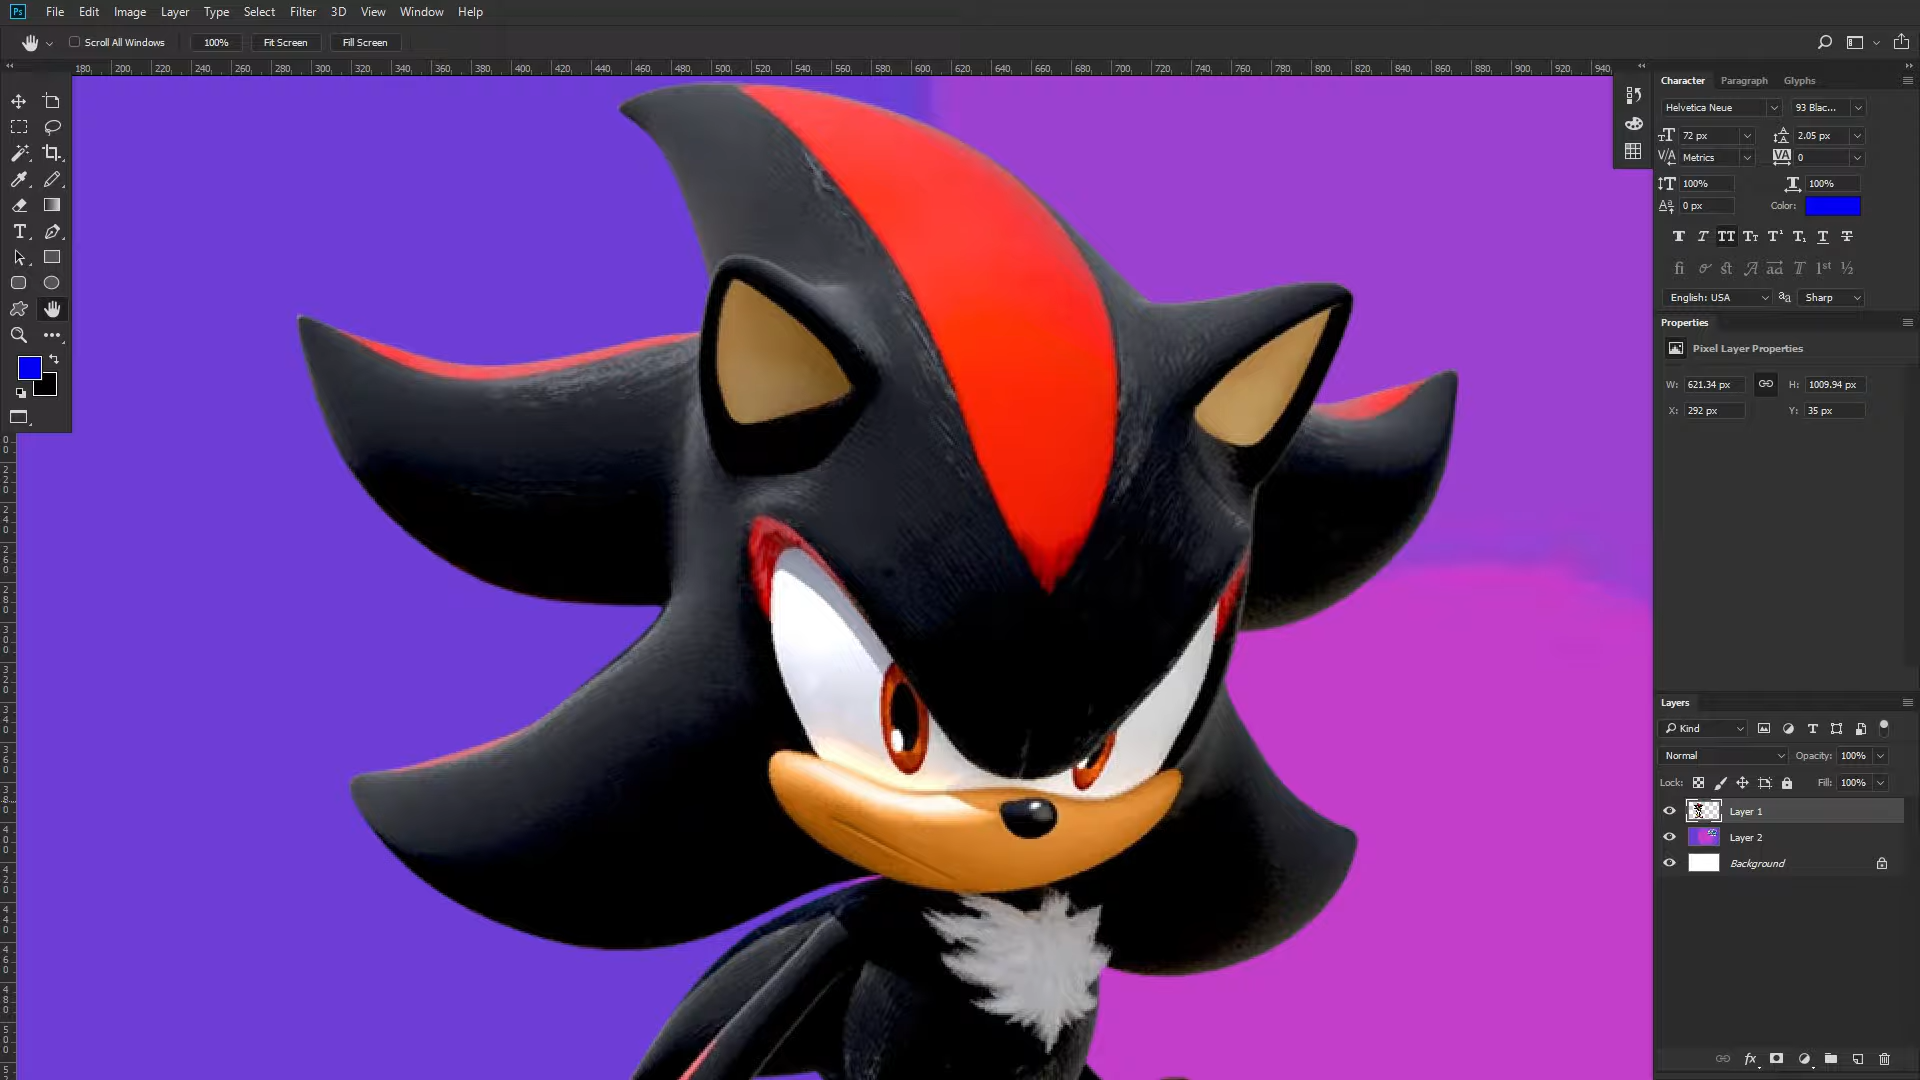 Ps File Edit Image Layer Type Select Filter 3D View Window Help
Scroll All Windows 100% Fit Screen Fill Screen
180 200 220 240 260 280 300 320 340 360 380 400 420 440 460 480 500 520 540 560 580 600 620 640 660 680 700 720 740 760 780 800 820 840 860 880 900 920 940
Character Paragraph Glyphs
Helvetica Neue 93 Blac...
72 px 2.05 px
Metrics 0
100% 100%
0 px Color:
English: USA aa Sharp
Properties
Pixel Layer Properties
W: 621.34 px H: 1009.94 px
X: 292 px Y: 35 px
Layers
Kind
Normal Opacity: 100%
Lock: Fill: 100%
Layer 1
Layer 2
Background
fx